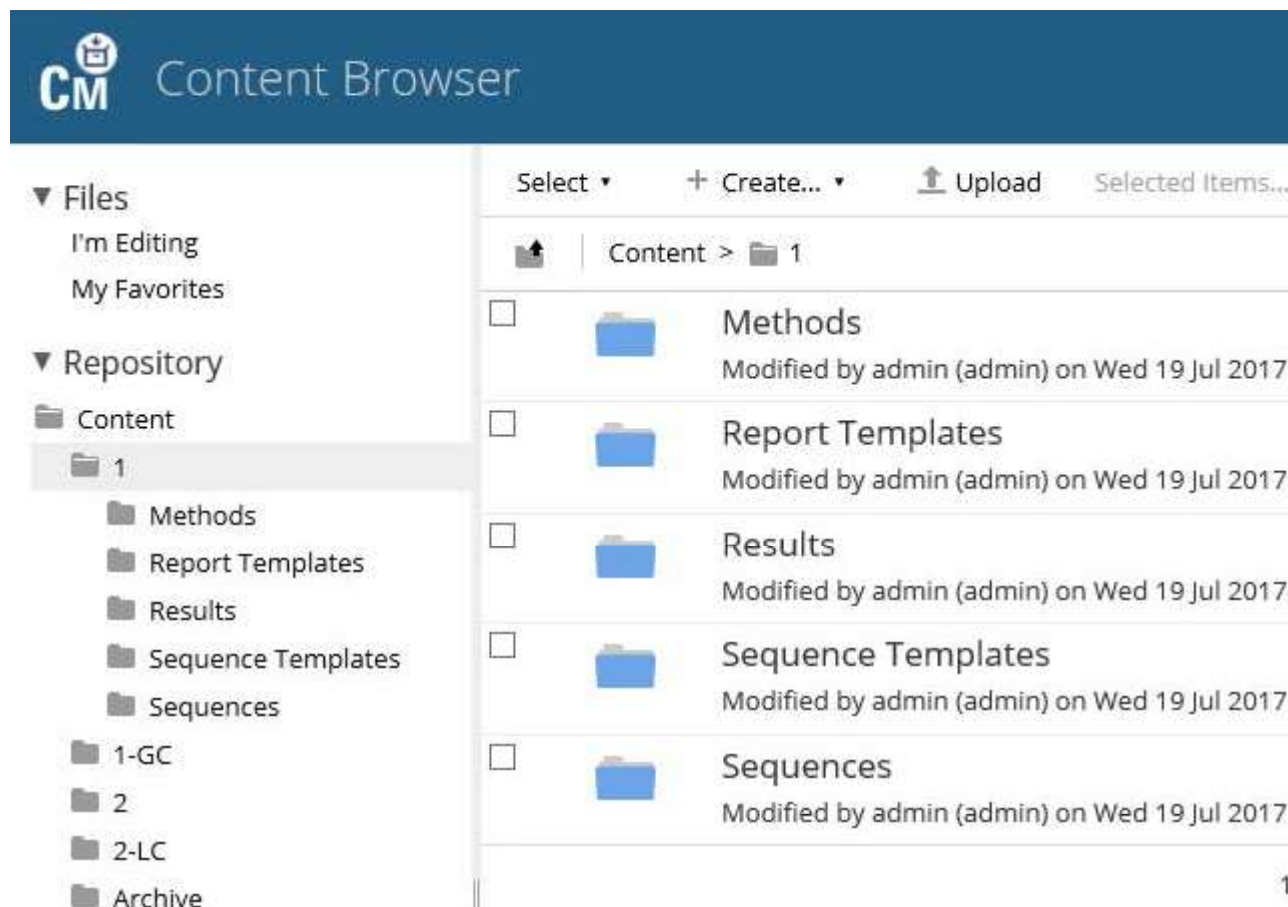 CM
Content Browser
▼ Files
I'm Editing
My Favorites
▼ Repository
Content
1
Methods
Report Templates
Results
Sequence Templates
Sequences
1-GC
2
2-LC
Archive
Select ▾ + Create... ▾ Upload Selected Items...
Content > 1
Methods
Modified by admin (admin) on Wed 19 Jul 2017
Report Templates
Modified by admin (admin) on Wed 19 Jul 2017
Results
Modified by admin (admin) on Wed 19 Jul 2017
Sequence Templates
Modified by admin (admin) on Wed 19 Jul 2017
Sequences
Modified by admin (admin) on Wed 19 Jul 2017
1